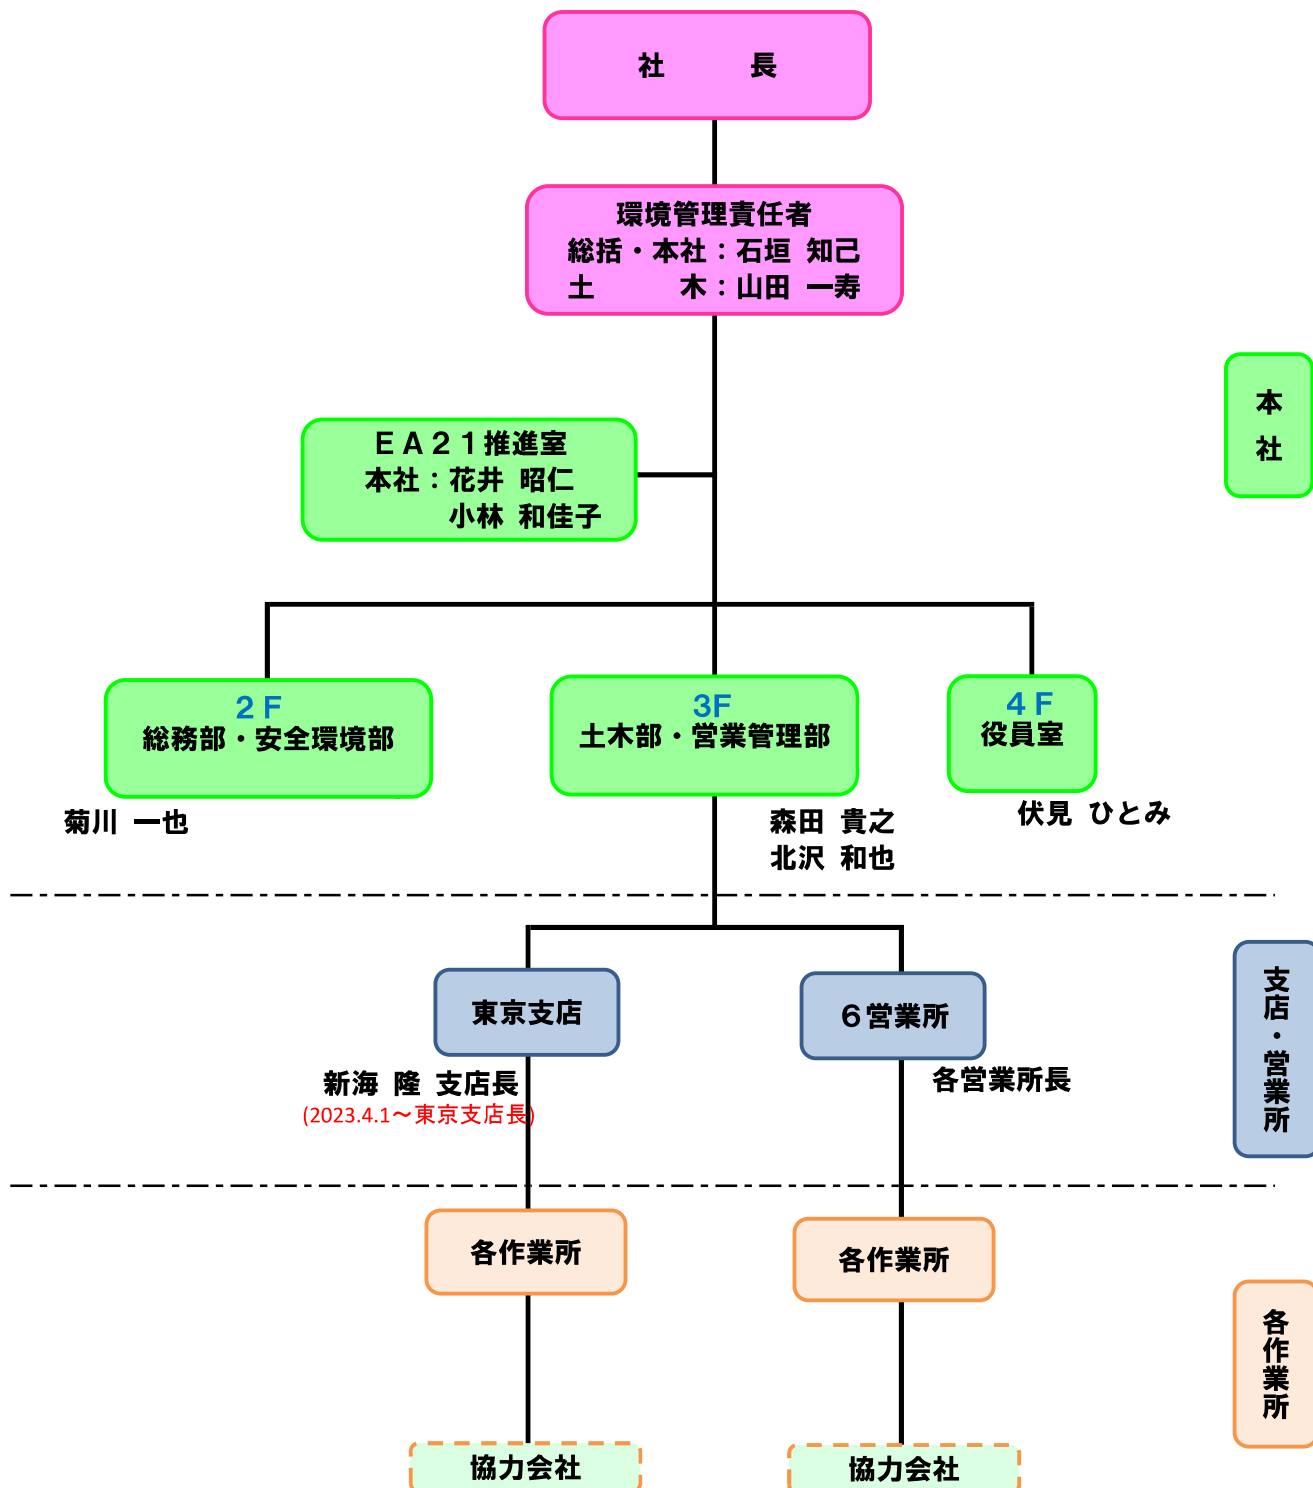 社　　　長
環境管理責任者
総括・本社：石垣 知己
土　　　木：山田 一寿
本
社
ＥＡ２１推進室
本社：花井 昭仁
小林 和佳子
２Ｆ
総務部・安全環境部
3F
土木部・営業管理部
４Ｆ
役員室
菊川 一也
森田 貴之
北沢 和也
伏見 ひとみ
東京支店
６営業所
支店・営業所
新海 隆 支店長
(2023.4.1～東京支店長)
各営業所長
各作業所
各作業所
各作業所
協力会社
協力会社